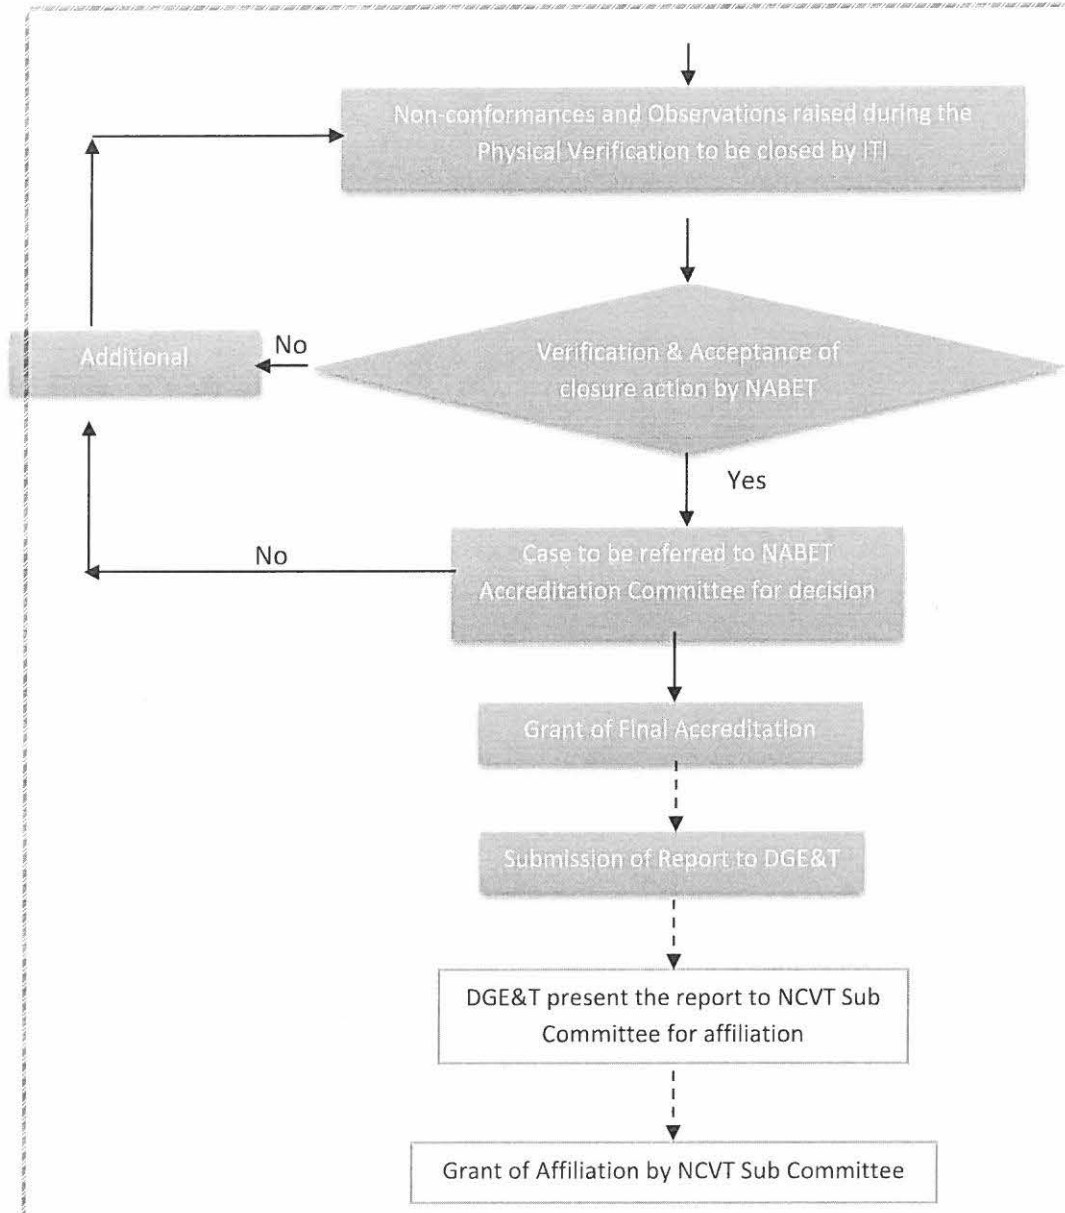 Non-conformances and Observations raised during the
Physical Verification to be closed by ITI
Additional
No
Verification & Acceptance of
closure action by NABET
Yes
No
Case to be referred to NABET
Accreditation Committee for decision
Grant of Final Accreditation
Submission of Report to DGE&T
DGE&T present the report to NCVT Sub
Committee for affiliation
Grant of Affiliation by NCVT Sub Committee